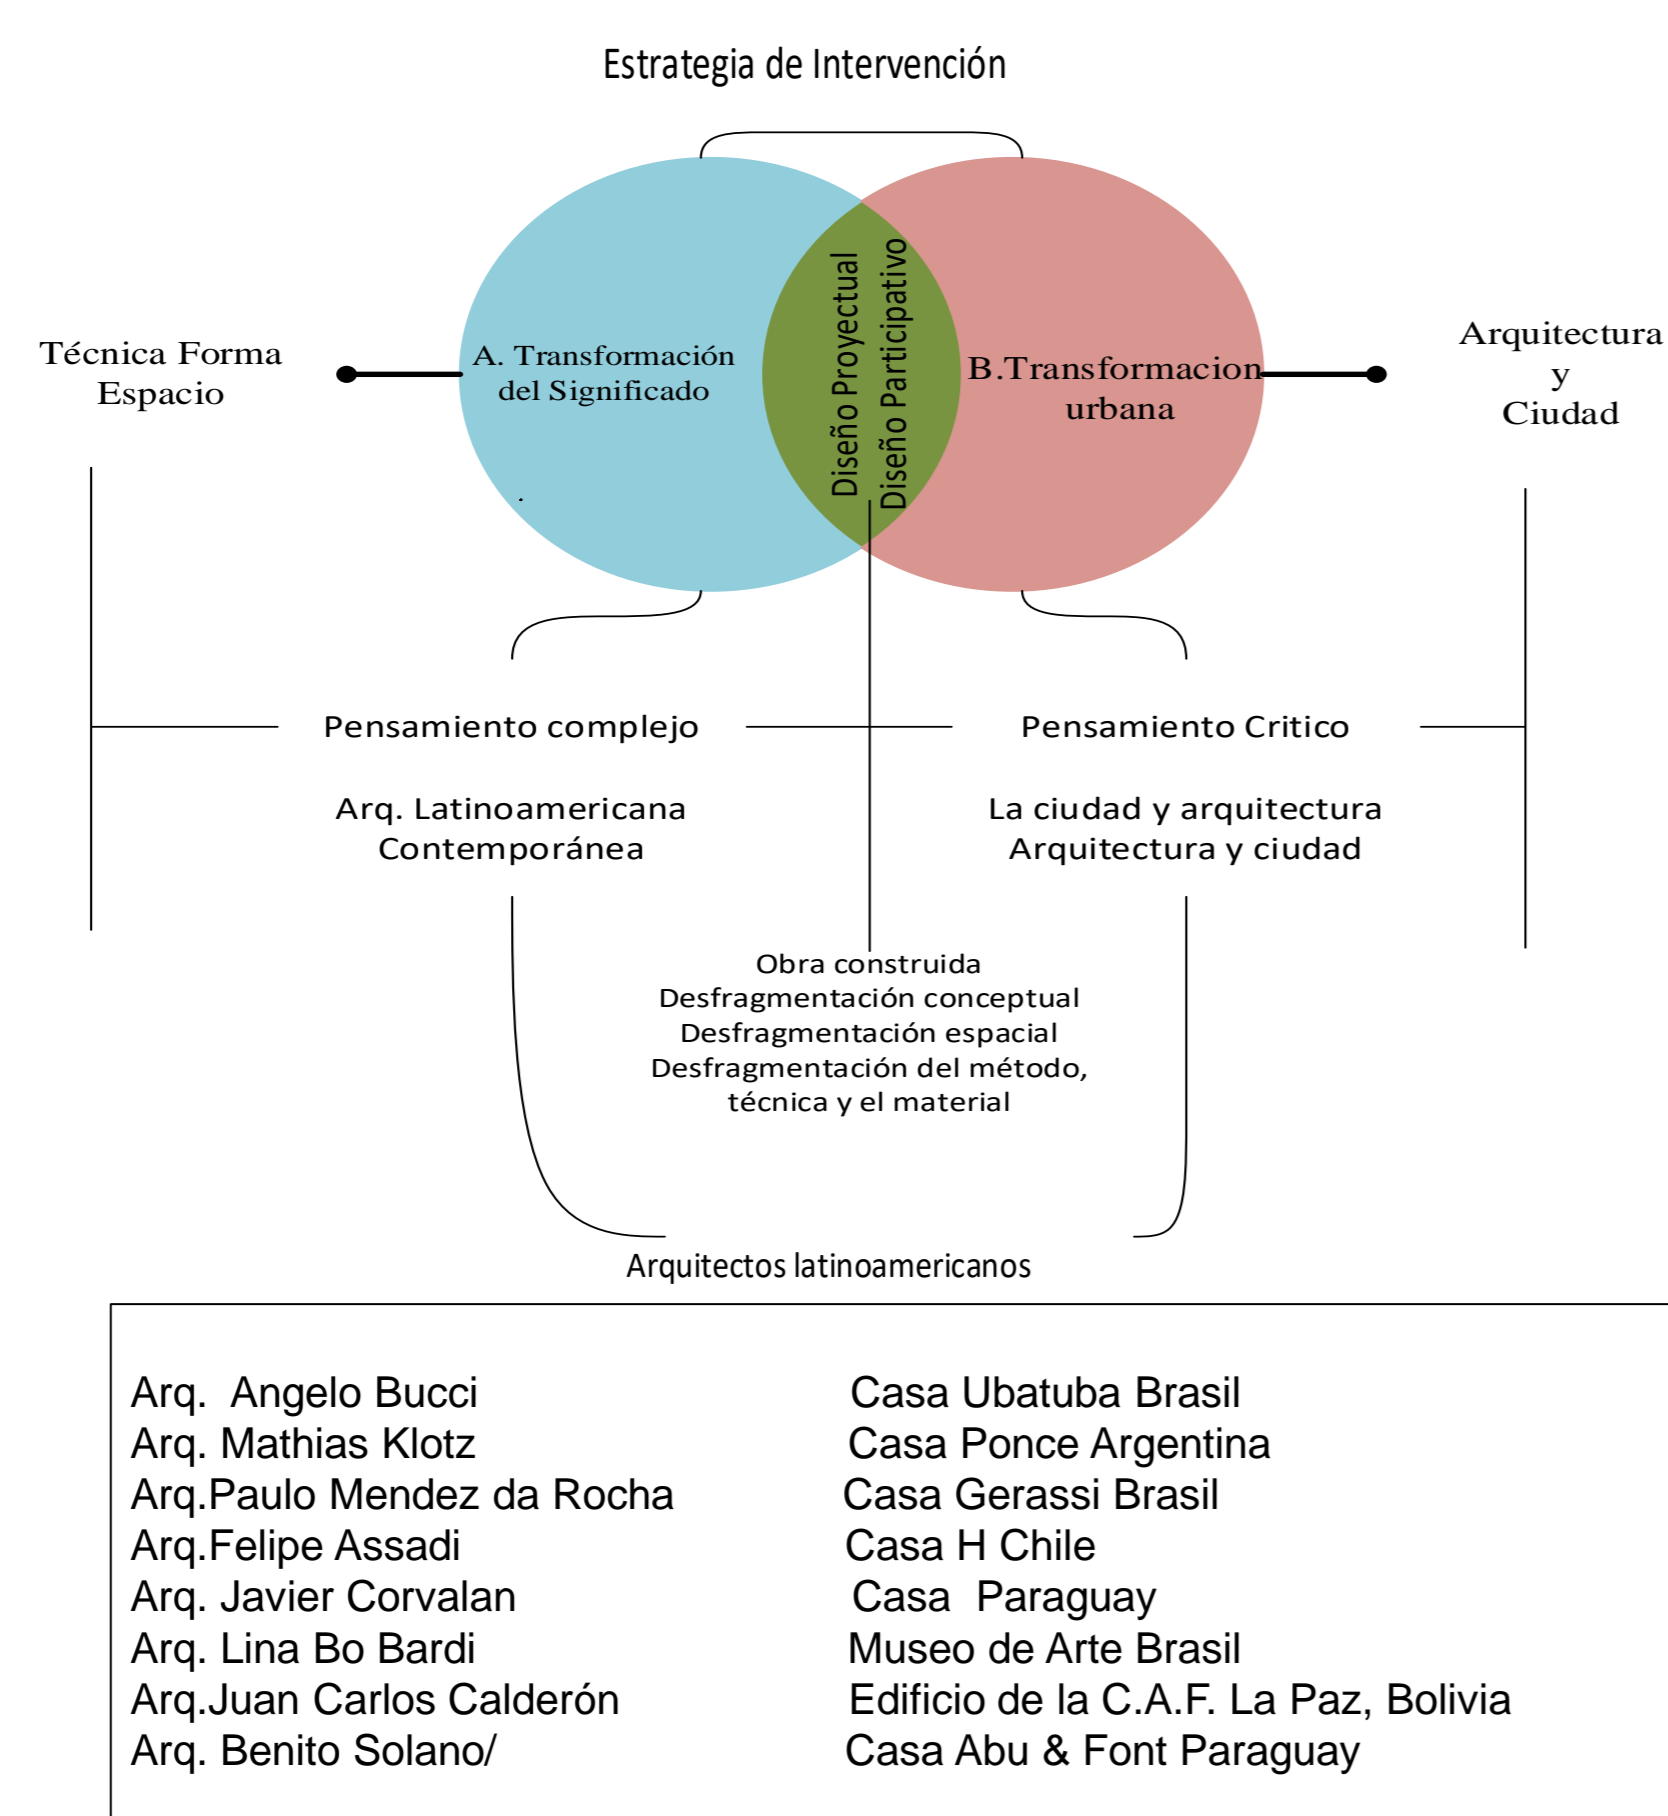 Estrategia de Intervención
Técnica Forma
Espacio
A. Transformación
del Significado
Diseño Proyectual
Diseño Participativo
B.Transformacion
urbana
Arquitectura
y
Ciudad
Pensamiento complejo
Arq. Latinoamericana
Contemporánea
Pensamiento Critico
La ciudad y arquitectura
Arquitectura y ciudad
Obra construida
Desfragmentación conceptual
Desfragmentación espacial
Desfragmentación del método,
técnica y el material
Arquitectos latinoamericanos
Arq. Angelo Bucci Casa Ubatuba Brasil
Arq. Mathias Klotz Casa Ponce Argentina
Arq.Paulo Mendez da Rocha Casa Gerassi Brasil
Arq.Felipe Assadi Casa H Chile
Arq. Javier Corvalan Casa Paraguay
Arq. Lina Bo Bardi Museo de Arte Brasil
Arq.Juan Carlos Calderón Edificio de la C.A.F. La Paz, Bolivia
Arq. Benito Solano/ Casa Abu & Font Paraguay